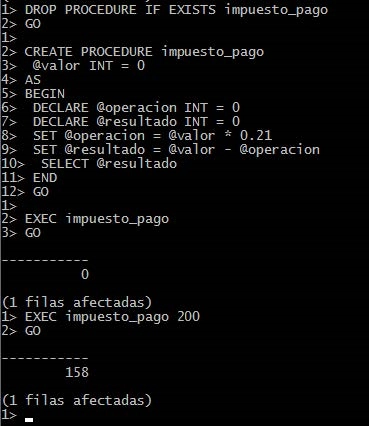 1> DROP PROCEDURE IF EXISTS impuesto_pago
2> GO
1>
2> CREATE PROCEDURE impuesto_pago
3>  @valor INT = 0
4> AS
5> BEGIN
6>  DECLARE @operacion INT = 0
7>  DECLARE @resultado INT = 0
8>  SET @operacion = @valor * 0.21
9>  SET @resultado = @valor - @operacion
10>  SELECT @resultado
11> END
12> GO
1>
2> EXEC impuesto_pago
3> GO
-----------
0
(1 filas afectadas)
1> EXEC impuesto_pago 200
2> GO
-----------
158
(1 filas afectadas)
1>